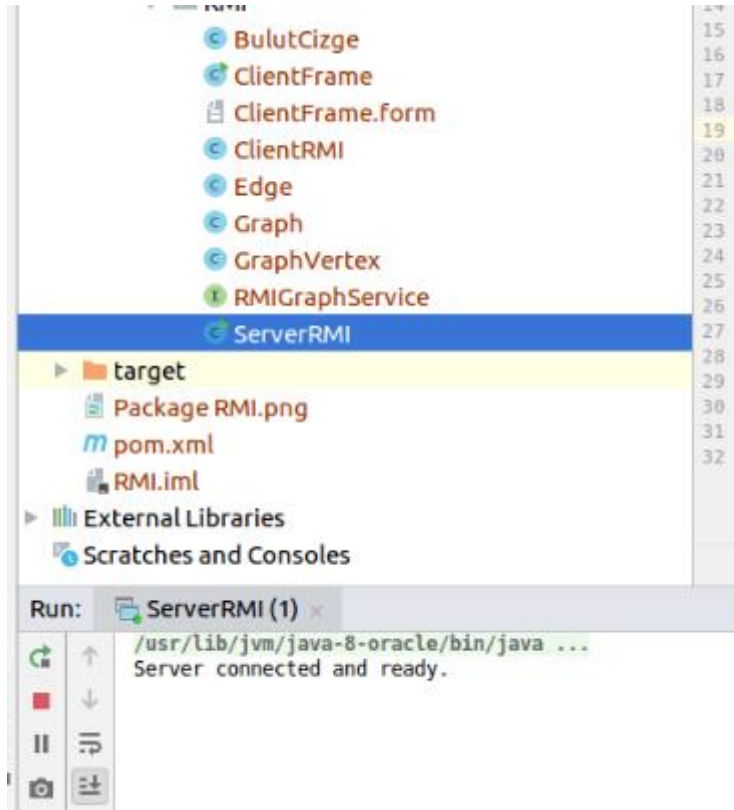 RMI
BulutCizge
ClientFrame
ClientFrame.form
ClientRMI
Edge
Graph
GraphVertex
RMIGraphService
ServerRMI
target
Package RMI.png
pom.xml
RMI.iml
External Libraries
Scratches and Consoles
14
15
16
17
18
19
20
21
22
23
24
25
26
27
28
29
30
31
32
Run: ServerRMI (1)
/usr/lib/jvm/java-8-oracle/bin/java ...
Server connected and ready.